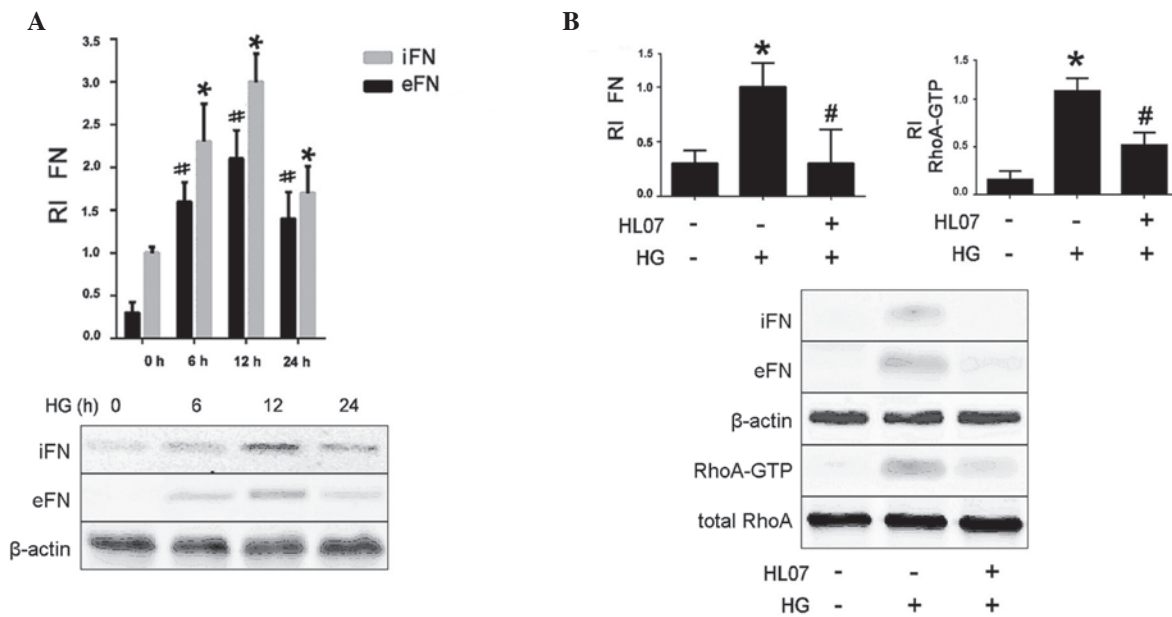 A
3.5
3.0
2.5
2.0
1.5
1.0
0.5
0.0
RI FN
iFN
eFN
# * # * # *
0 h 6 h 12 h 24 h
HG (h) 0 6 12 24
iFN
eFN
β-actin
B
1.5
1.0
0.5
0.0
RI FN
* #
HL07 - - +
HG - + +
1.5
1.0
0.5
0.0
RI
RhoA-GTP
* #
HL07 - - +
HG - + +
iFN
eFN
β-actin
RhoA-GTP
total RhoA
HL07 - - +
HG - + +